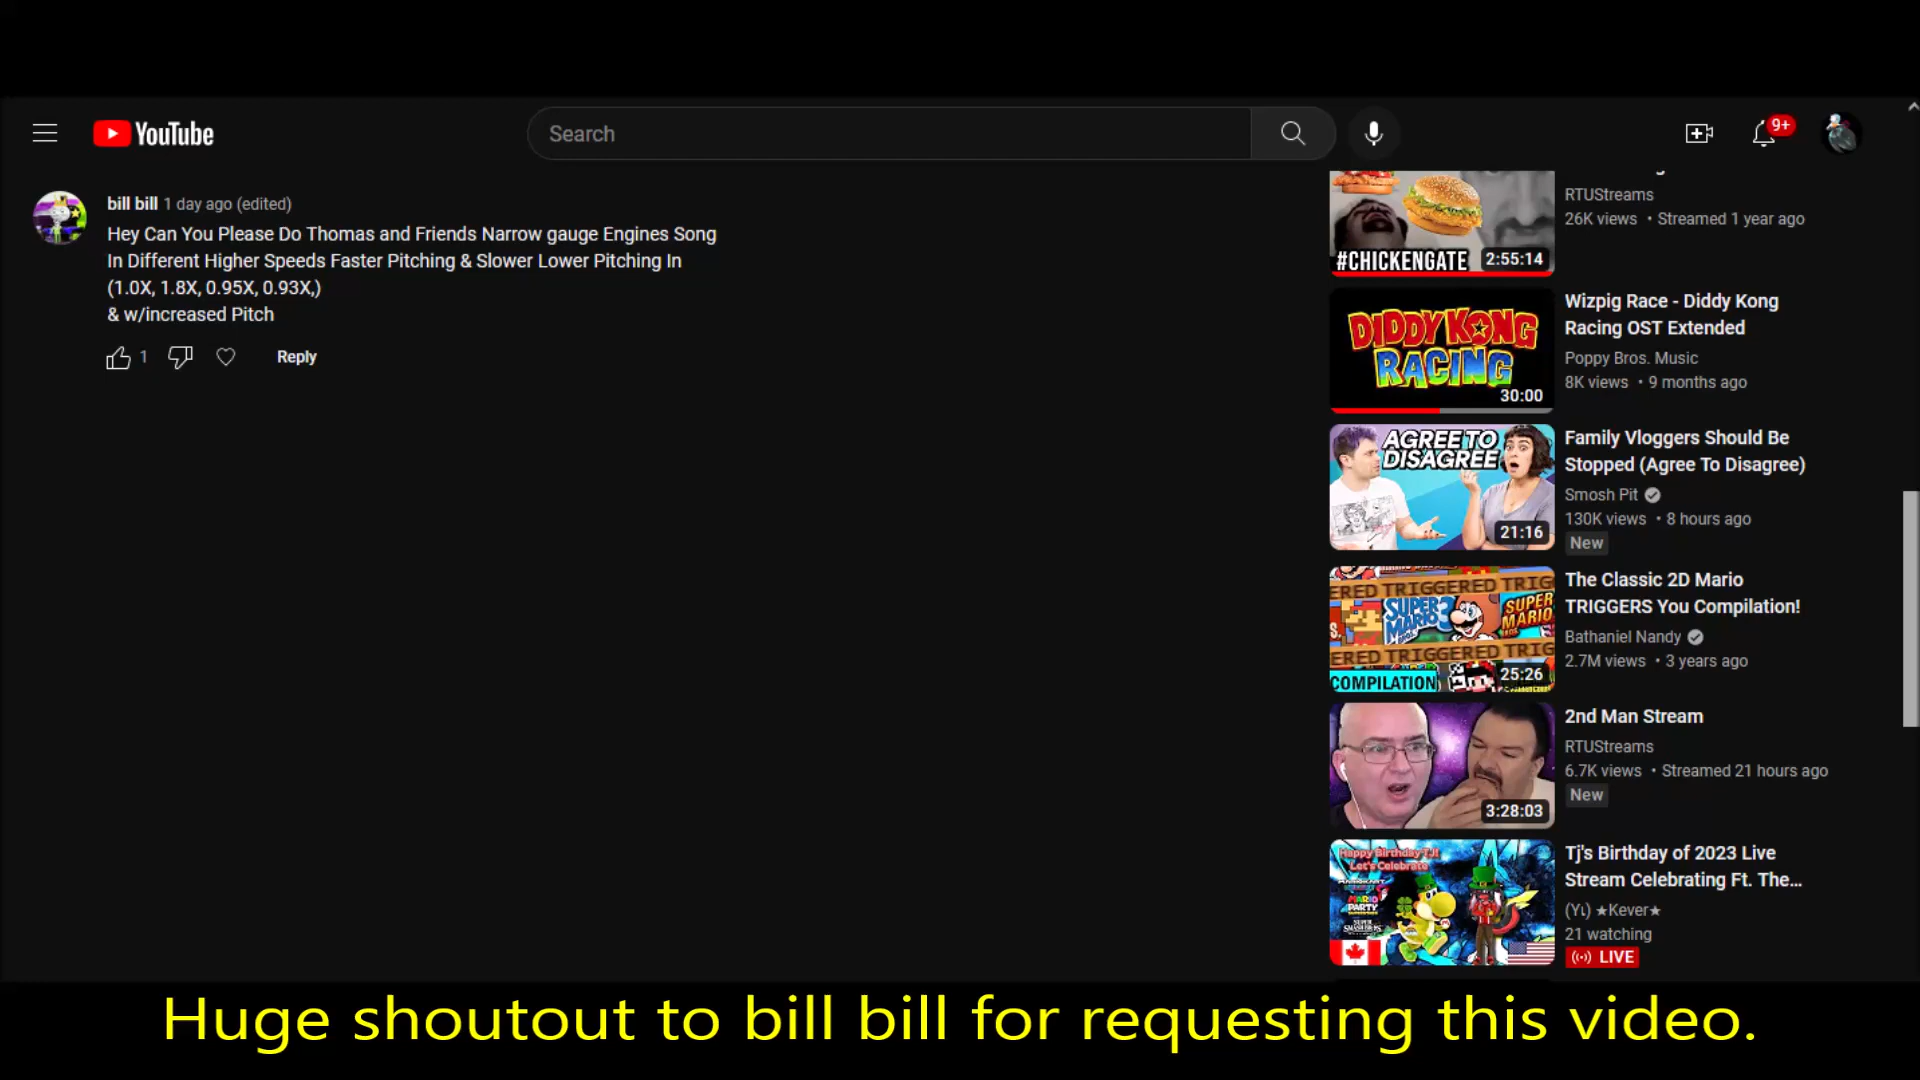 YouTube
Search
9+
bill bill 1 day ago (edited)
Hey Can You Please Do Thomas and Friends Narrow gauge Engines Song
In Different Higher Speeds Faster Pitching & Slower Lower Pitching In
(1.0X, 1.8X, 0.95X, 0.93X,)
& w/increased Pitch
1
Reply
#CHICKENGATE 2:55:14
RTUStreams
26K views • Streamed 1 year ago
DIDDY KONG
RACING
30:00
Wizpig Race - Diddy Kong
Racing OST Extended
Poppy Bros. Music
8K views • 9 months ago
AGREE TO
DISAGREE
21:16
Family Vloggers Should Be
Stopped (Agree To Disagree)
Smosh Pit
130K views • 8 hours ago
New
ERED TRIGGERED TRIG
SUPER
MARIO
SUPER
MARIO
ERED TRIGGERED TRIG
COMPILATION
25:26
The Classic 2D Mario
TRIGGERS You Compilation!
Bathaniel Nandy
2.7M views • 3 years ago
3:28:03
2nd Man Stream
RTUStreams
6.7K views • Streamed 21 hours ago
New
Happy Birthday TJ!
Let's Celebrate
MARIO
PARTY
Tj's Birthday of 2023 Live
Stream Celebrating Ft. The...
(Yι) ★Kever★
21 watching
LIVE
Huge shoutout to bill bill for requesting this video.